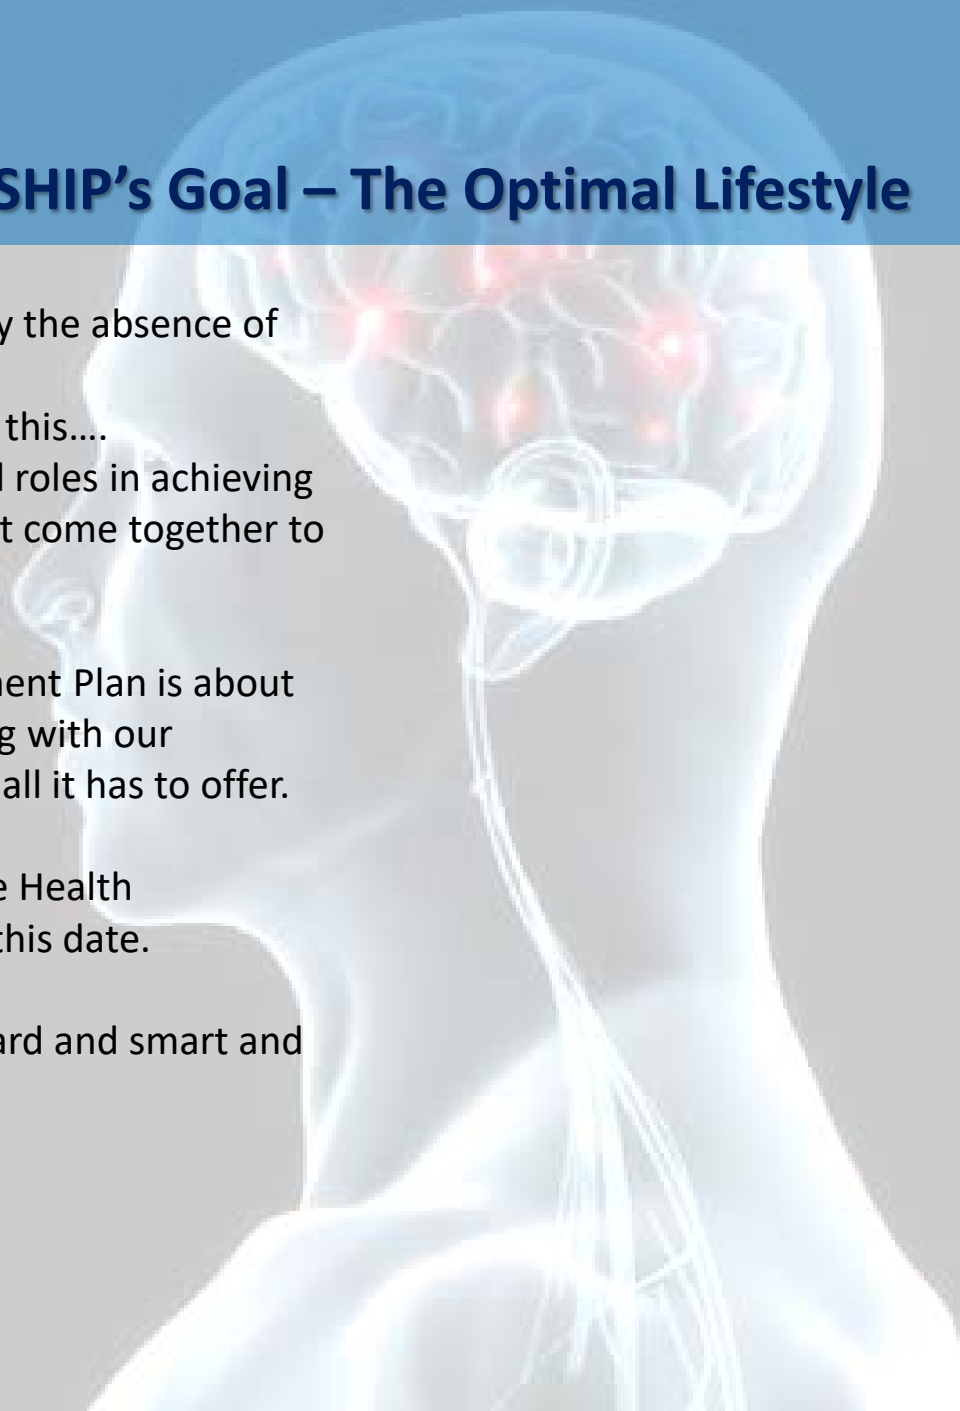 SHIP’s Goal – The Optimal Lifestyle
y the absence of
this….
roles in achieving
t come together to
ent Plan is about
g with our
all it has to offer.
e Health
this date.
ard and smart and